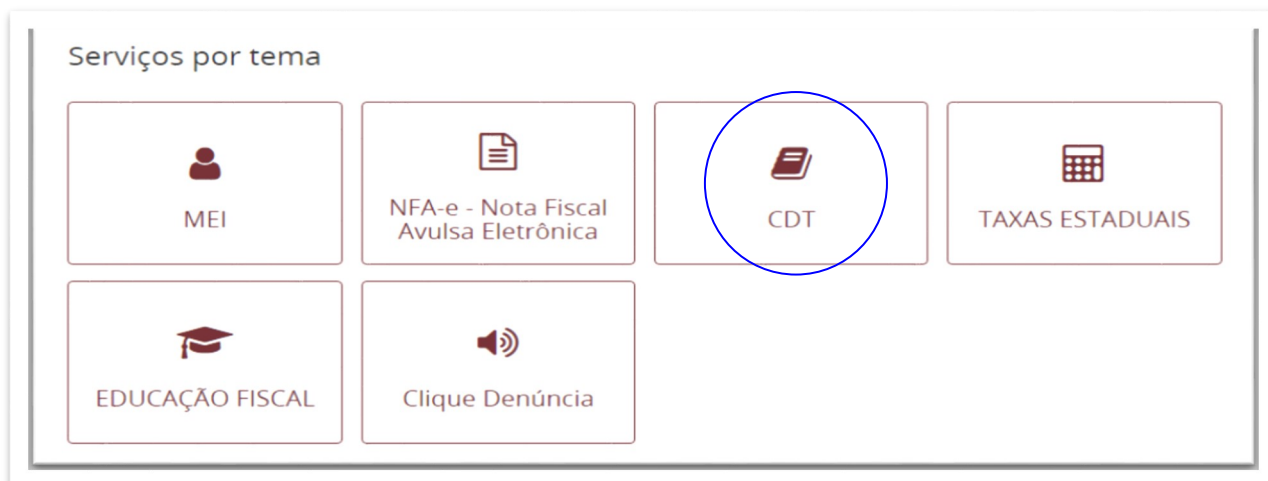 Serviços por tema
MEI
NFA-e - Nota Fiscal
Avulsa Eletrônica
CDT
TAXAS ESTADUAIS
EDUCAÇÃO FISCAL
Clique Denúncia